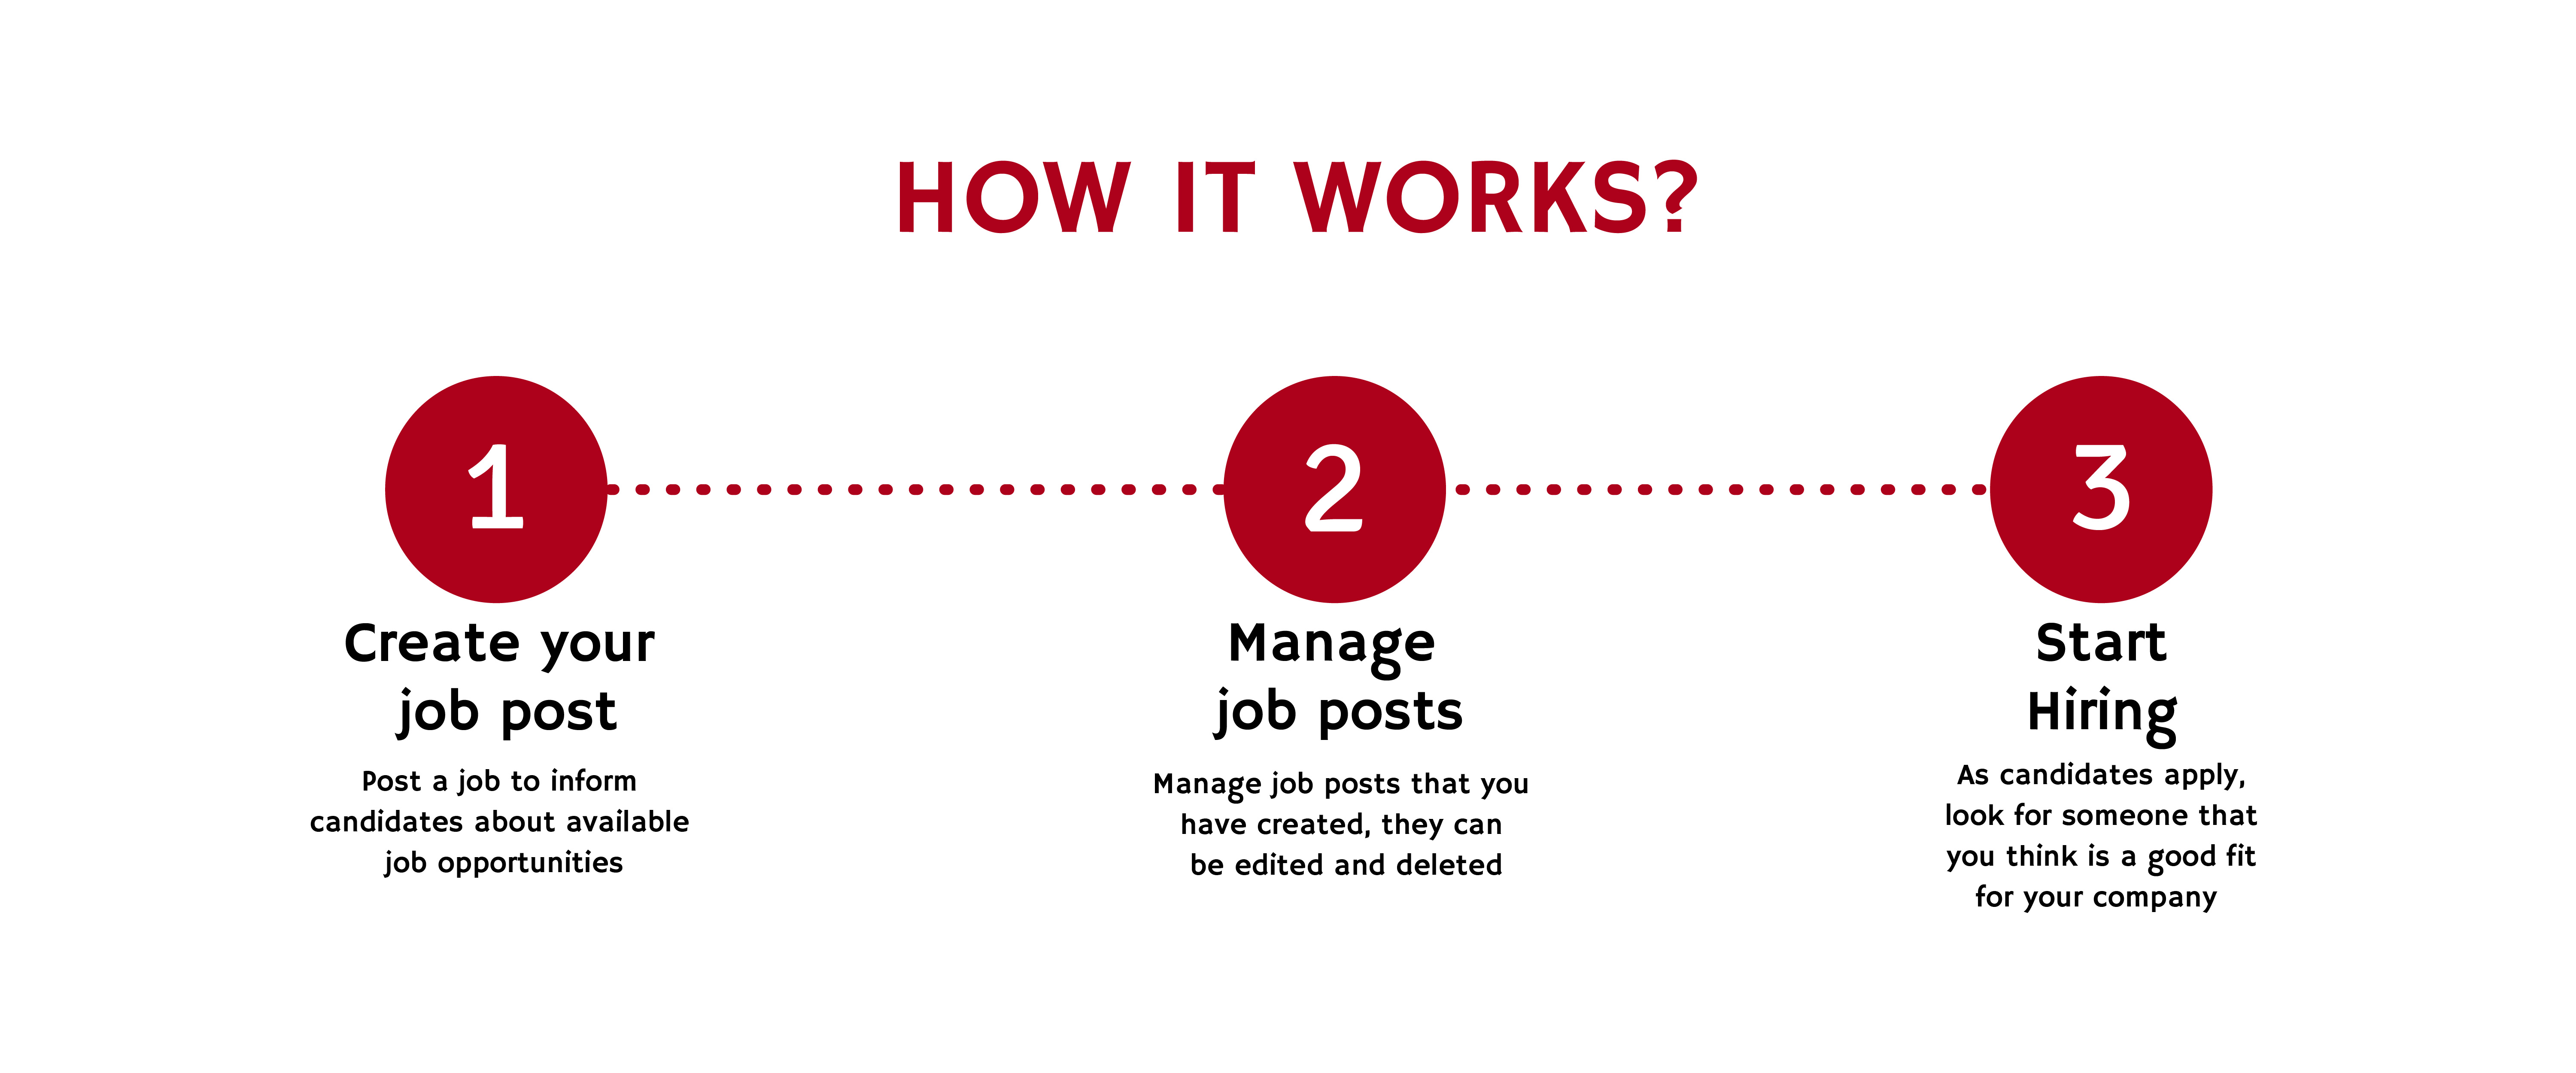 HOW IT WORKS?
1
Create your
job post
Post a job to inform
candidates about available
job opportunities
2
Manage
job posts
Manage job posts that you
have created, they can
be edited and deleted
3
Start
Hiring
As candidates apply,
look for someone that
you think is a good fit
for your company